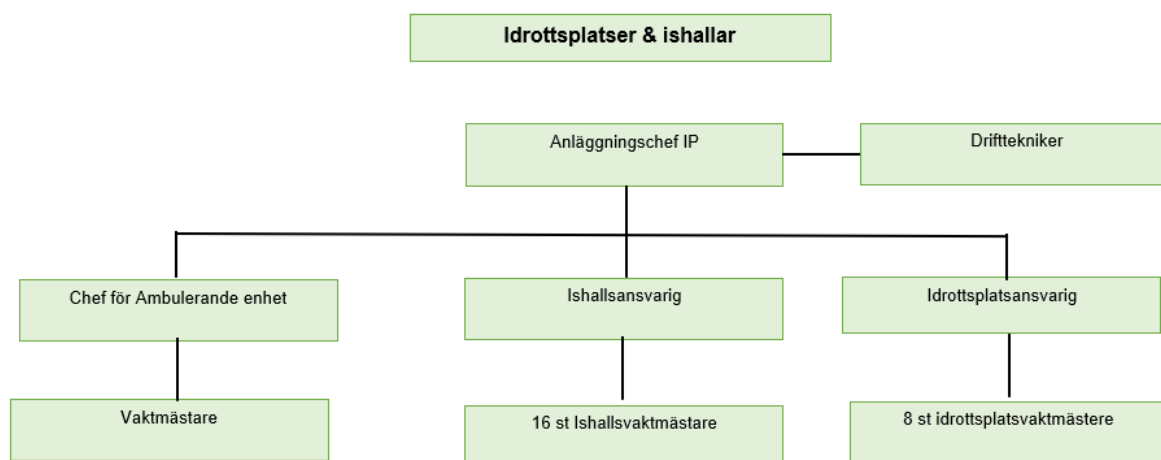 Idrottsplatser & ishallar
Anläggningschef IP
Drifttekniker
Chef för Ambulerande enhet
Ishallsansvarig
Idrottsplatsansvarig
Vaktmästare
16 st Ishallsvaktmästare
8 st idrottsplatsvaktmästere